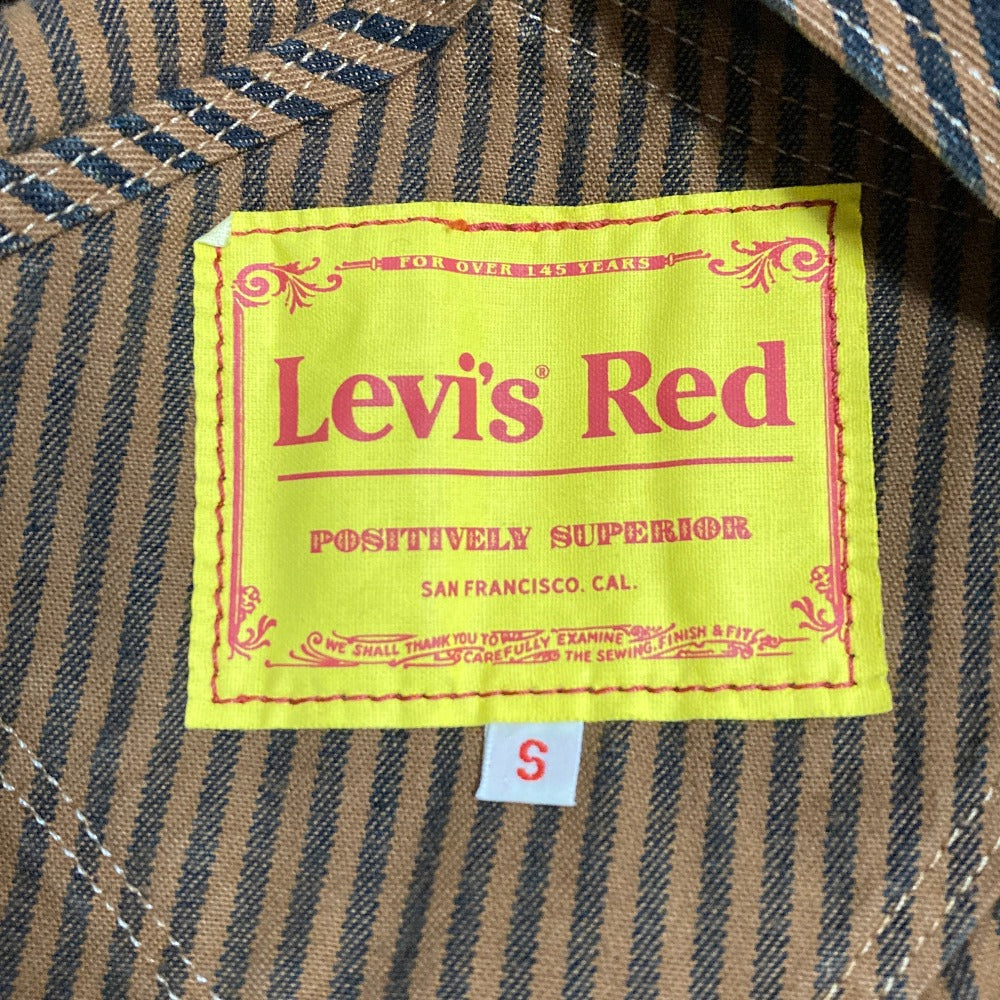 FOR OVER 145 YEARS
Levi's® Red
POSITIVELY SUPERIOR
SAN FRANCISCO. CAL.
WE SHALL THANK YOU TO CAREFULLY EXAMINE THE SEWING, FINISH & FIT
S